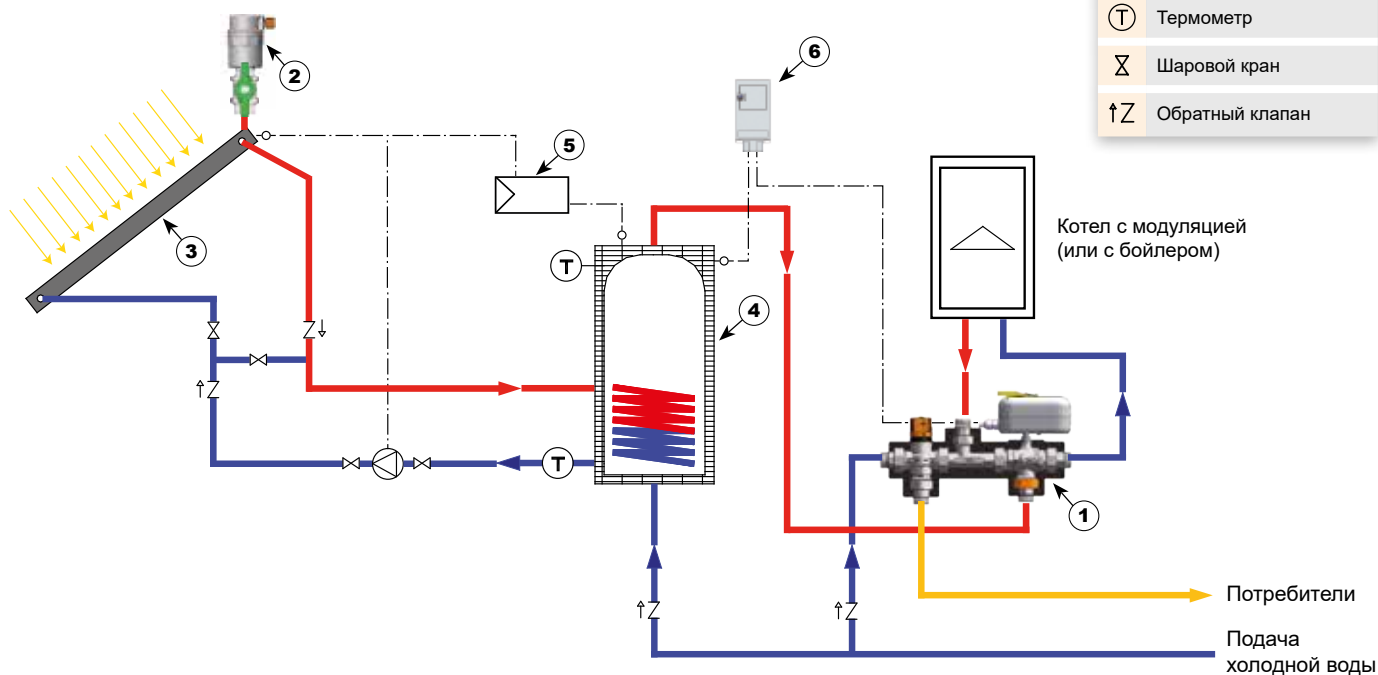 Т Термометр
Шаровой кран
Обратный клапан
2
6
5
3
Котел с модуляцией
(или с бойлером)
Т
4
Т
1
Потребители
Подача
холодной воды